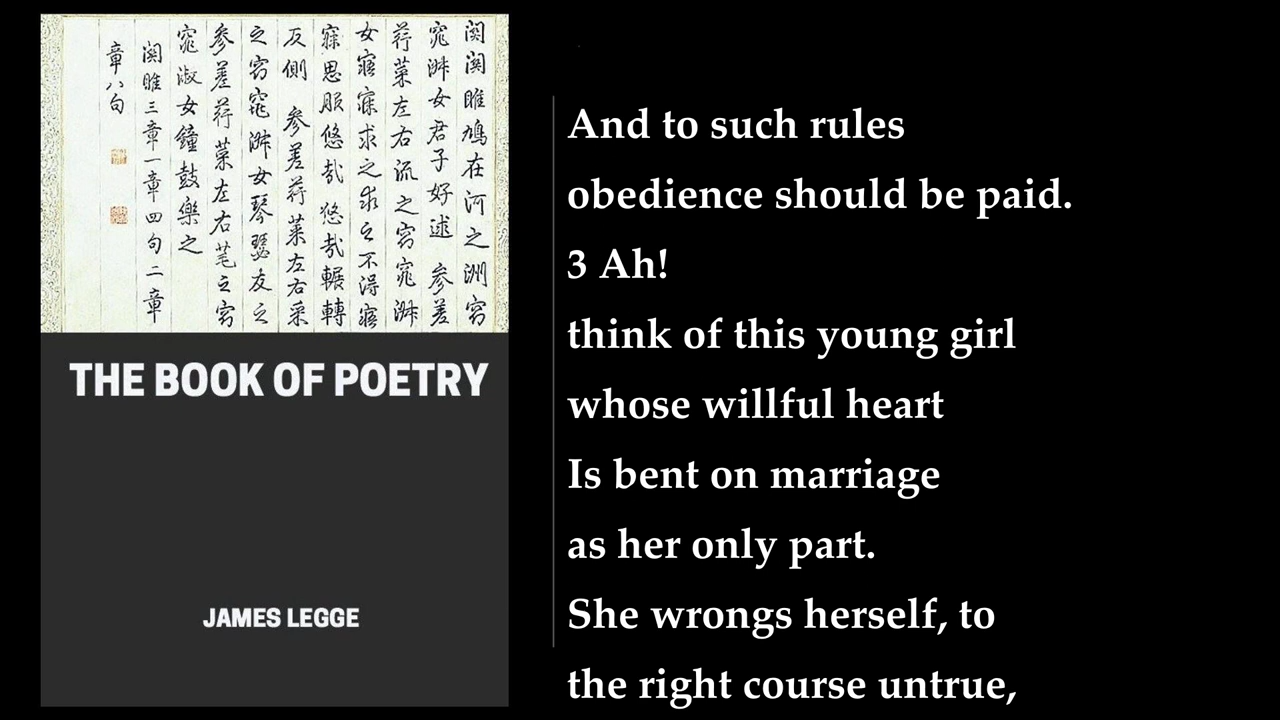 関関雎鳩在河之洲窈
窕淑女君子好逑 参差
荇菜左右流之窈窕淑
女寤寐求之求之不得寤
寐思服悠哉悠哉輾轉
反側 参差荇菜左右采
之窈窕淑女琴瑟友之
参差荇菜左右芼之窈
窕淑女鐘鼓樂之
関雎三章一章四句二章
章八句
THE BOOK OF POETRY
JAMES LEGGE
And to such rules
obedience should be paid.
3 Ah!
think of this young girl
whose willful heart
Is bent on marriage
as her only part.
She wrongs herself, to
the right course untrue,